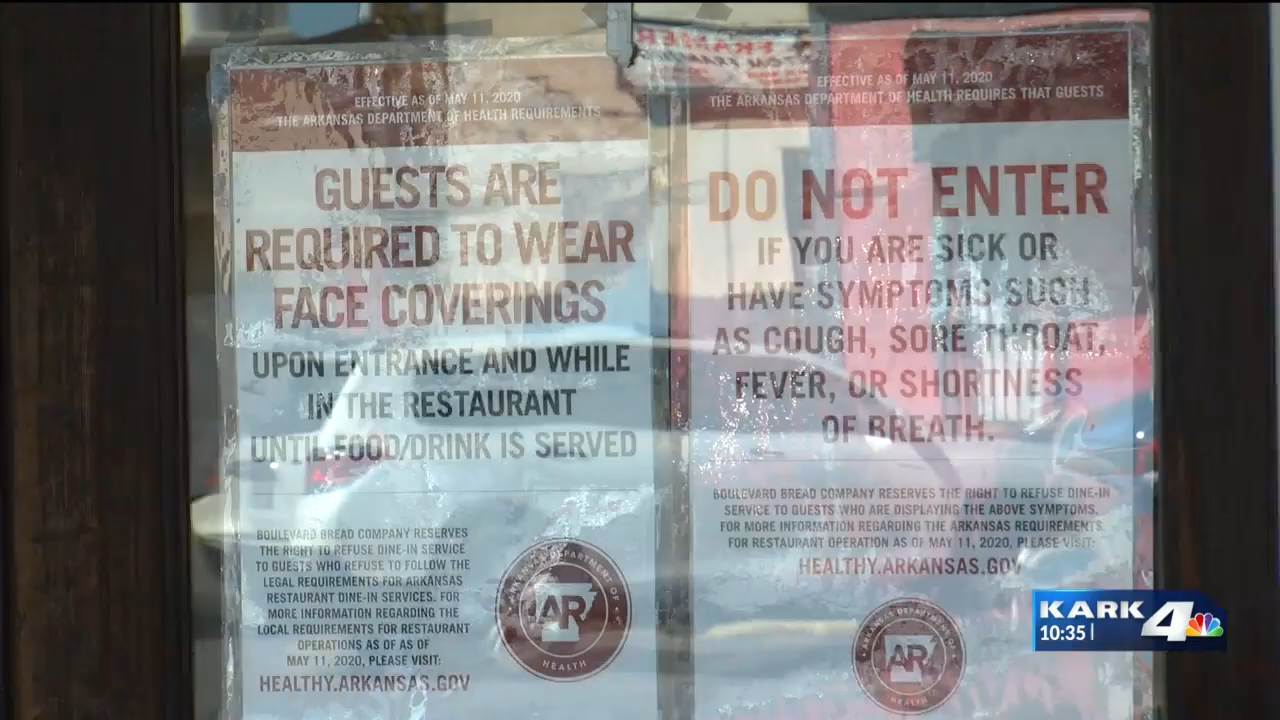 EFFECTIVE AS OF MAY 11, 2020
THE ARKANSAS DEPARTMENT OF HEALTH REQUIREMENTS
GUESTS ARE
REQUIRED TO WEAR
FACE COVERINGS
UPON ENTRANCE AND WHILE
IN THE RESTAURANT
UNTIL FOOD/DRINK IS SERVED
BOULEVARD BREAD COMPANY RESERVES
THE RIGHT TO REFUSE DINE-IN SERVICE
TO GUESTS WHO REFUSE TO FOLLOW THE
LEGAL REQUIREMENTS FOR ARKANSAS
RESTAURANT DINE-IN SERVICES. FOR
MORE INFORMATION REGARDING THE
LOCAL REQUIREMENTS FOR RESTAURANT
OPERATIONS AS OF AS OF
MAY 11, 2020, PLEASE VISIT:
HEALTHY.ARKANSAS.GOV
ARKANSAS DEPARTMENT OF
AR
HEALTH
EFFECTIVE AS OF MAY 11, 2020
THE ARKANSAS DEPARTMENT OF HEALTH REQUIRES THAT GUESTS
DO NOT ENTER
IF YOU ARE SICK OR
HAVE SYMPTOMS SUCH
AS COUGH, SORE THROAT,
FEVER, OR SHORTNESS
OF BREATH.
BOULEVARD BREAD COMPANY RESERVES THE RIGHT TO REFUSE DINE-IN
SERVICE TO GUESTS WHO ARE DISPLAYING THE ABOVE SYMPTOMS.
FOR MORE INFORMATION REGARDING THE ARKANSAS REQUIREMENTS
FOR RESTAURANT OPERATION AS OF MAY 11, 2020, PLEASE VISIT:
HEALTHY.ARKANSAS.GOV
ARKANSAS DEPARTMENT OF
AR
HEALTH
KARK 4
10:35